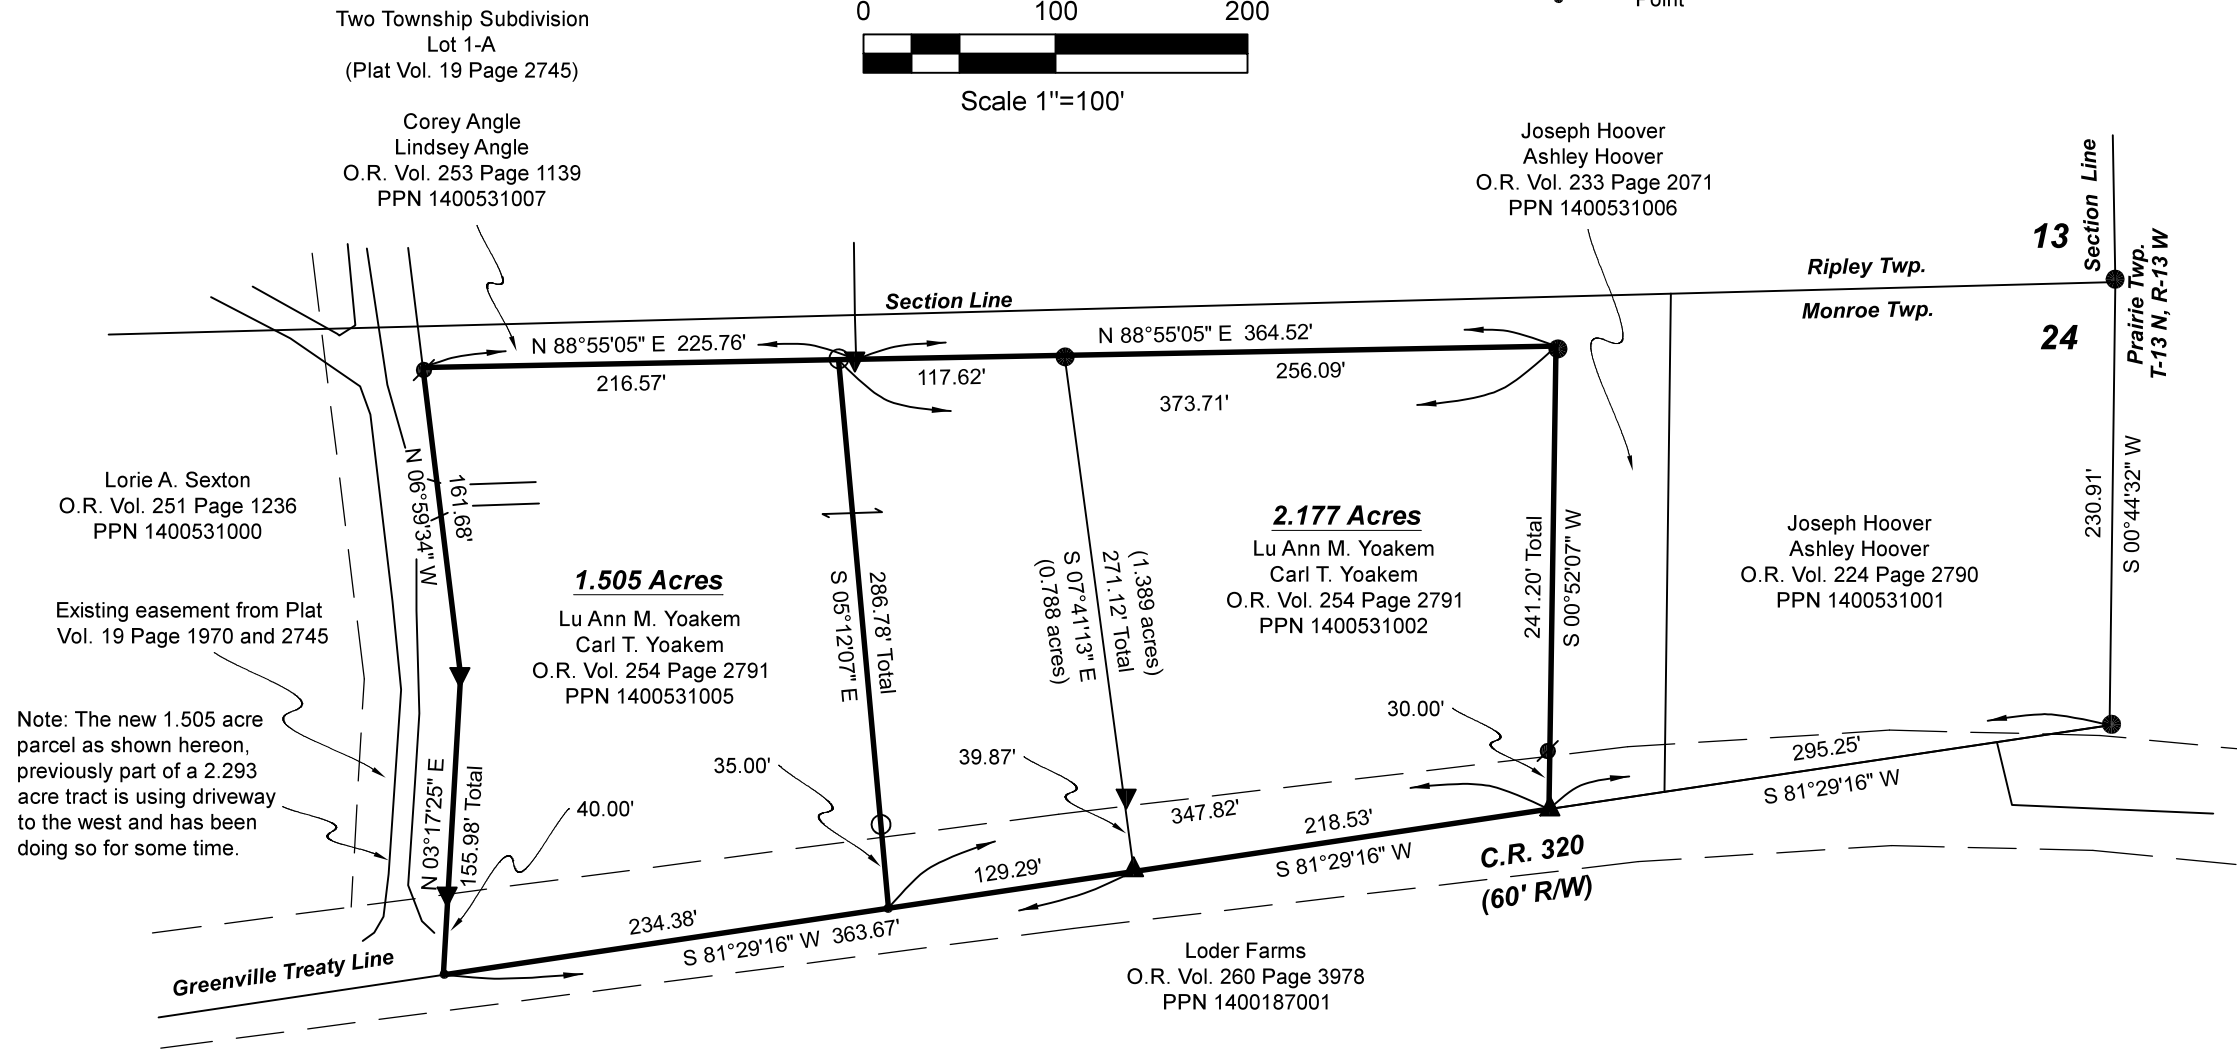 Two Township Subdivision
Lot 1-A
(Plat Vol. 19 Page 2745)
0 100 200
Scale 1"=100'
Point
Corey Angle
Lindsey Angle
O.R. Vol. 253 Page 1139
PPN 1400531007
Joseph Hoover
Ashley Hoover
O.R. Vol. 233 Page 2071
PPN 1400531006
Section Line
13
Prairie Twp.
T-13 N, R-13 W
Ripley Twp.
Section Line
Monroe Twp.
24
N 88°55'05" E 225.76'
N 88°55'05" E 364.52'
216.57'
117.62'
256.09'
373.71'
N 06°59'34" W
161.68'
Lorie A. Sexton
O.R. Vol. 251 Page 1236
PPN 1400531000
1.505 Acres
Lu Ann M. Yoakem
Carl T. Yoakem
O.R. Vol. 254 Page 2791
PPN 1400531005
S 05°12'07" E
286.78' Total
(1.389 acres)
271.12' Total
S 07°41'13" E
(0.788 acres)
2.177 Acres
Lu Ann M. Yoakem
Carl T. Yoakem
O.R. Vol. 254 Page 2791
PPN 1400531002
241.20' Total
S 00°52'07" W
Joseph Hoover
Ashley Hoover
O.R. Vol. 224 Page 2790
PPN 1400531001
230.91'
S 00°44'32" W
Existing easement from Plat
Vol. 19 Page 1970 and 2745
Note: The new 1.505 acre
parcel as shown hereon,
previously part of a 2.293
acre tract is using driveway
to the west and has been
doing so for some time.
N 03°17'25" E
155.98' Total
40.00'
35.00'
39.87'
30.00'
295.25'
S 81°29'16" W
347.82'
218.53'
S 81°29'16" W
C.R. 320
(60' R/W)
129.29'
234.38'
S 81°29'16" W 363.67'
Greenville Treaty Line
Loder Farms
O.R. Vol. 260 Page 3978
PPN 1400187001